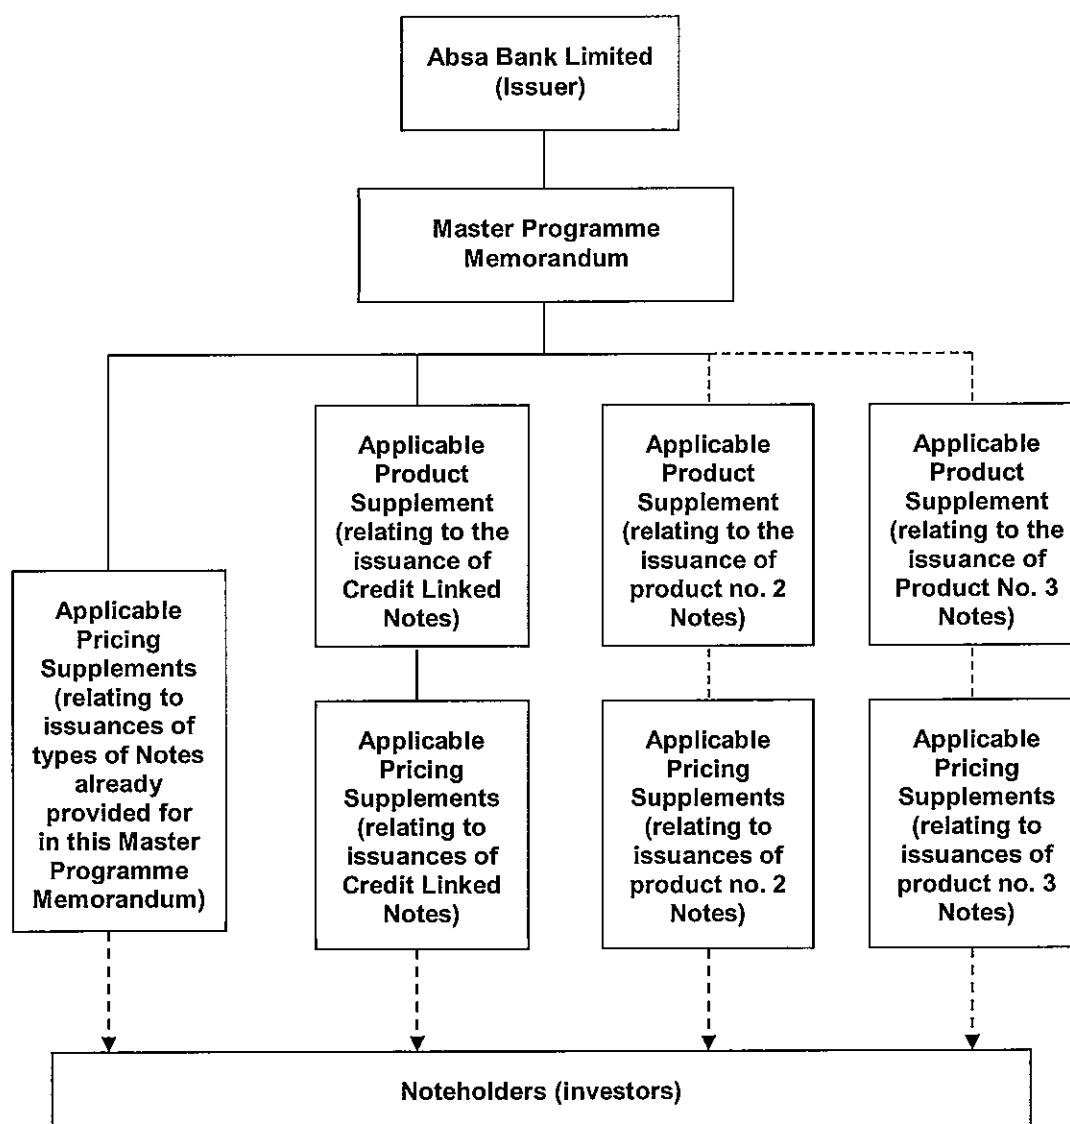 Absa Bank Limited
(Issuer)
Master Programme
Memorandum
Applicable
Pricing
Supplements
(relating to
issuances of
types of Notes
already
provided for
in this Master
Programme
Memorandum)
Applicable
Product
Supplement
(relating to the
issuance of
Credit Linked
Notes)
Applicable
Product
Supplement
(relating to the
issuance of
product no. 2
Notes)
Applicable
Product
Supplement
(relating to the
issuance of
Product No. 3
Notes)
Applicable
Pricing
Supplements
(relating to
issuances of
Credit Linked
Notes)
Applicable
Pricing
Supplements
(relating to
issuances of
product no. 2
Notes)
Applicable
Pricing
Supplements
(relating to
issuances of
product no. 3
Notes)
Noteholders (investors)